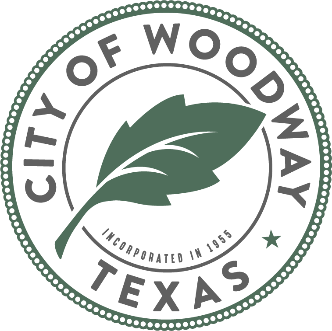 CITY OF WOODWAY
INCORPORATED IN 1955
TEXAS